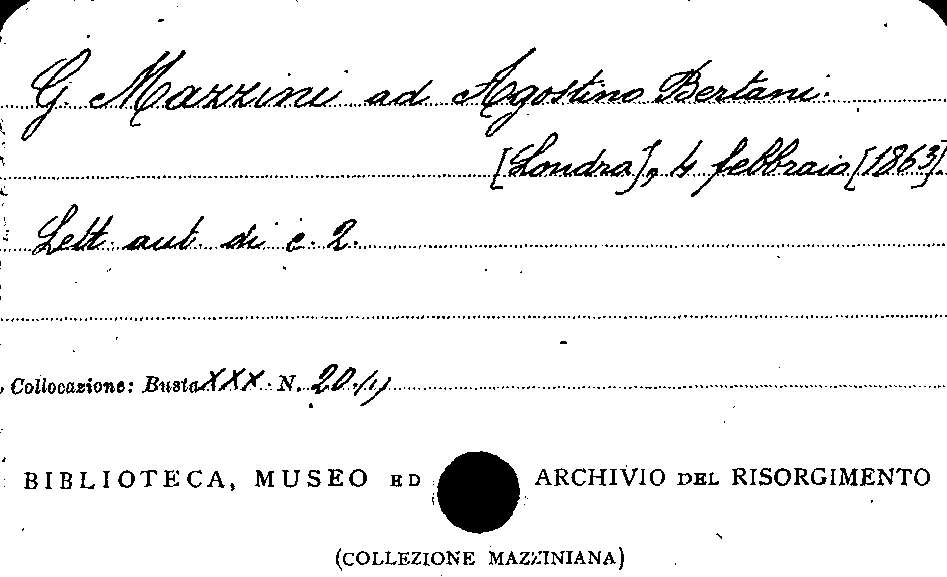 G. Mazzini ad Agostino Bertani.
[Londra], 4 febbraio [1863].
Lett. aut. di c. 2.
Collocazione: Busta XXX. N. 20
BIBLIOTECA, MUSEO ED ARCHIVIO DEL RISORGIMENTO
(COLLEZIONE MAZZINIANA)